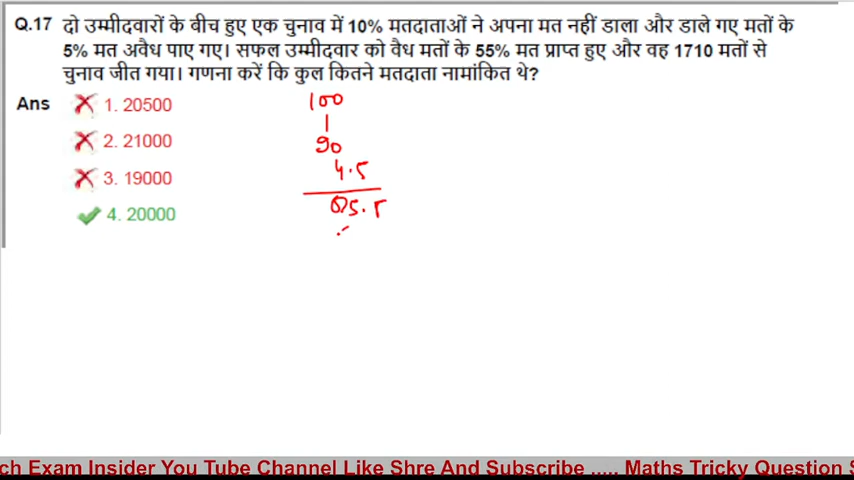 Q.17 दो उम्मीदवारों के बीच हुए एक चुनाव में 10% मतदाताओं ने अपना मत नहीं डाला और डाले गए मतों के
5% मत अवैध पाए गए। सफल उम्मीदवार को वैध मतों के 55% मत प्राप्त हुए और वह 1710 मतों से
चुनाव जीत गया। गणना करें कि कुल कितने मतदाता नामांकित थे?
Ans 1. 20500
2. 21000
3. 19000
4. 20000
100
90
4.5
85.5
ch Exam Insider You Tube Channel Like Shre And Subscribe ..... Maths Tricky Question S